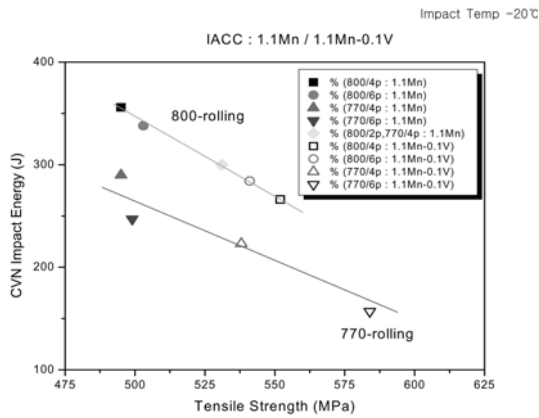 Impact Temp -20℃
IACC : 1.1Mn / 1.1Mn-0.1V
400
300
200
100
CVN Impact Energy (J)
% (800/4p : 1.1Mn)
% (800/6p : 1.1Mn)
% (770/4p : 1.1Mn)
% (770/6p : 1.1Mn)
% (800/2p,770/4p : 1.1Mn)
% (800/4p : 1.1Mn-0.1V)
% (800/6p : 1.1Mn-0.1V)
% (770/4p : 1.1Mn-0.1V)
% (770/6p : 1.1Mn-0.1V)
800-rolling
770-rolling
475 500 525 550 575 600 625
Tensile Strength (MPa)